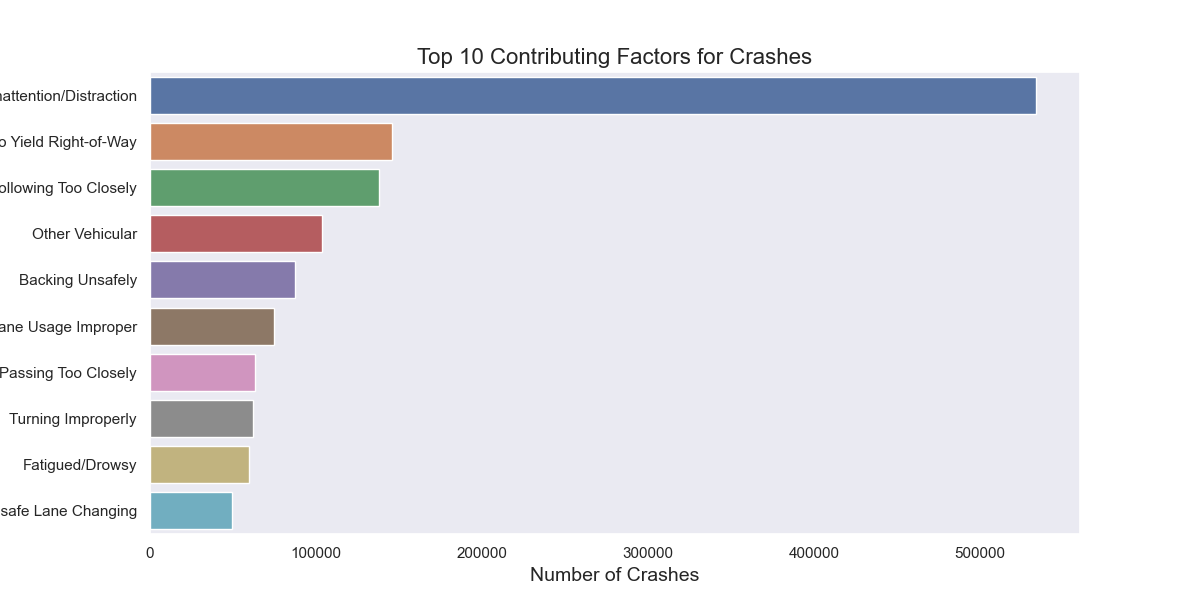 Top 10 Contributing Factors for Crashes
nattention/Distraction
o Yield Right-of-Way
ollowing Too Closely
Other Vehicular
Backing Unsafely
ane Usage Improper
Passing Too Closely
Turning Improperly
Fatigued/Drowsy
safe Lane Changing
0 100000 200000 300000 400000 500000
Number of Crashes